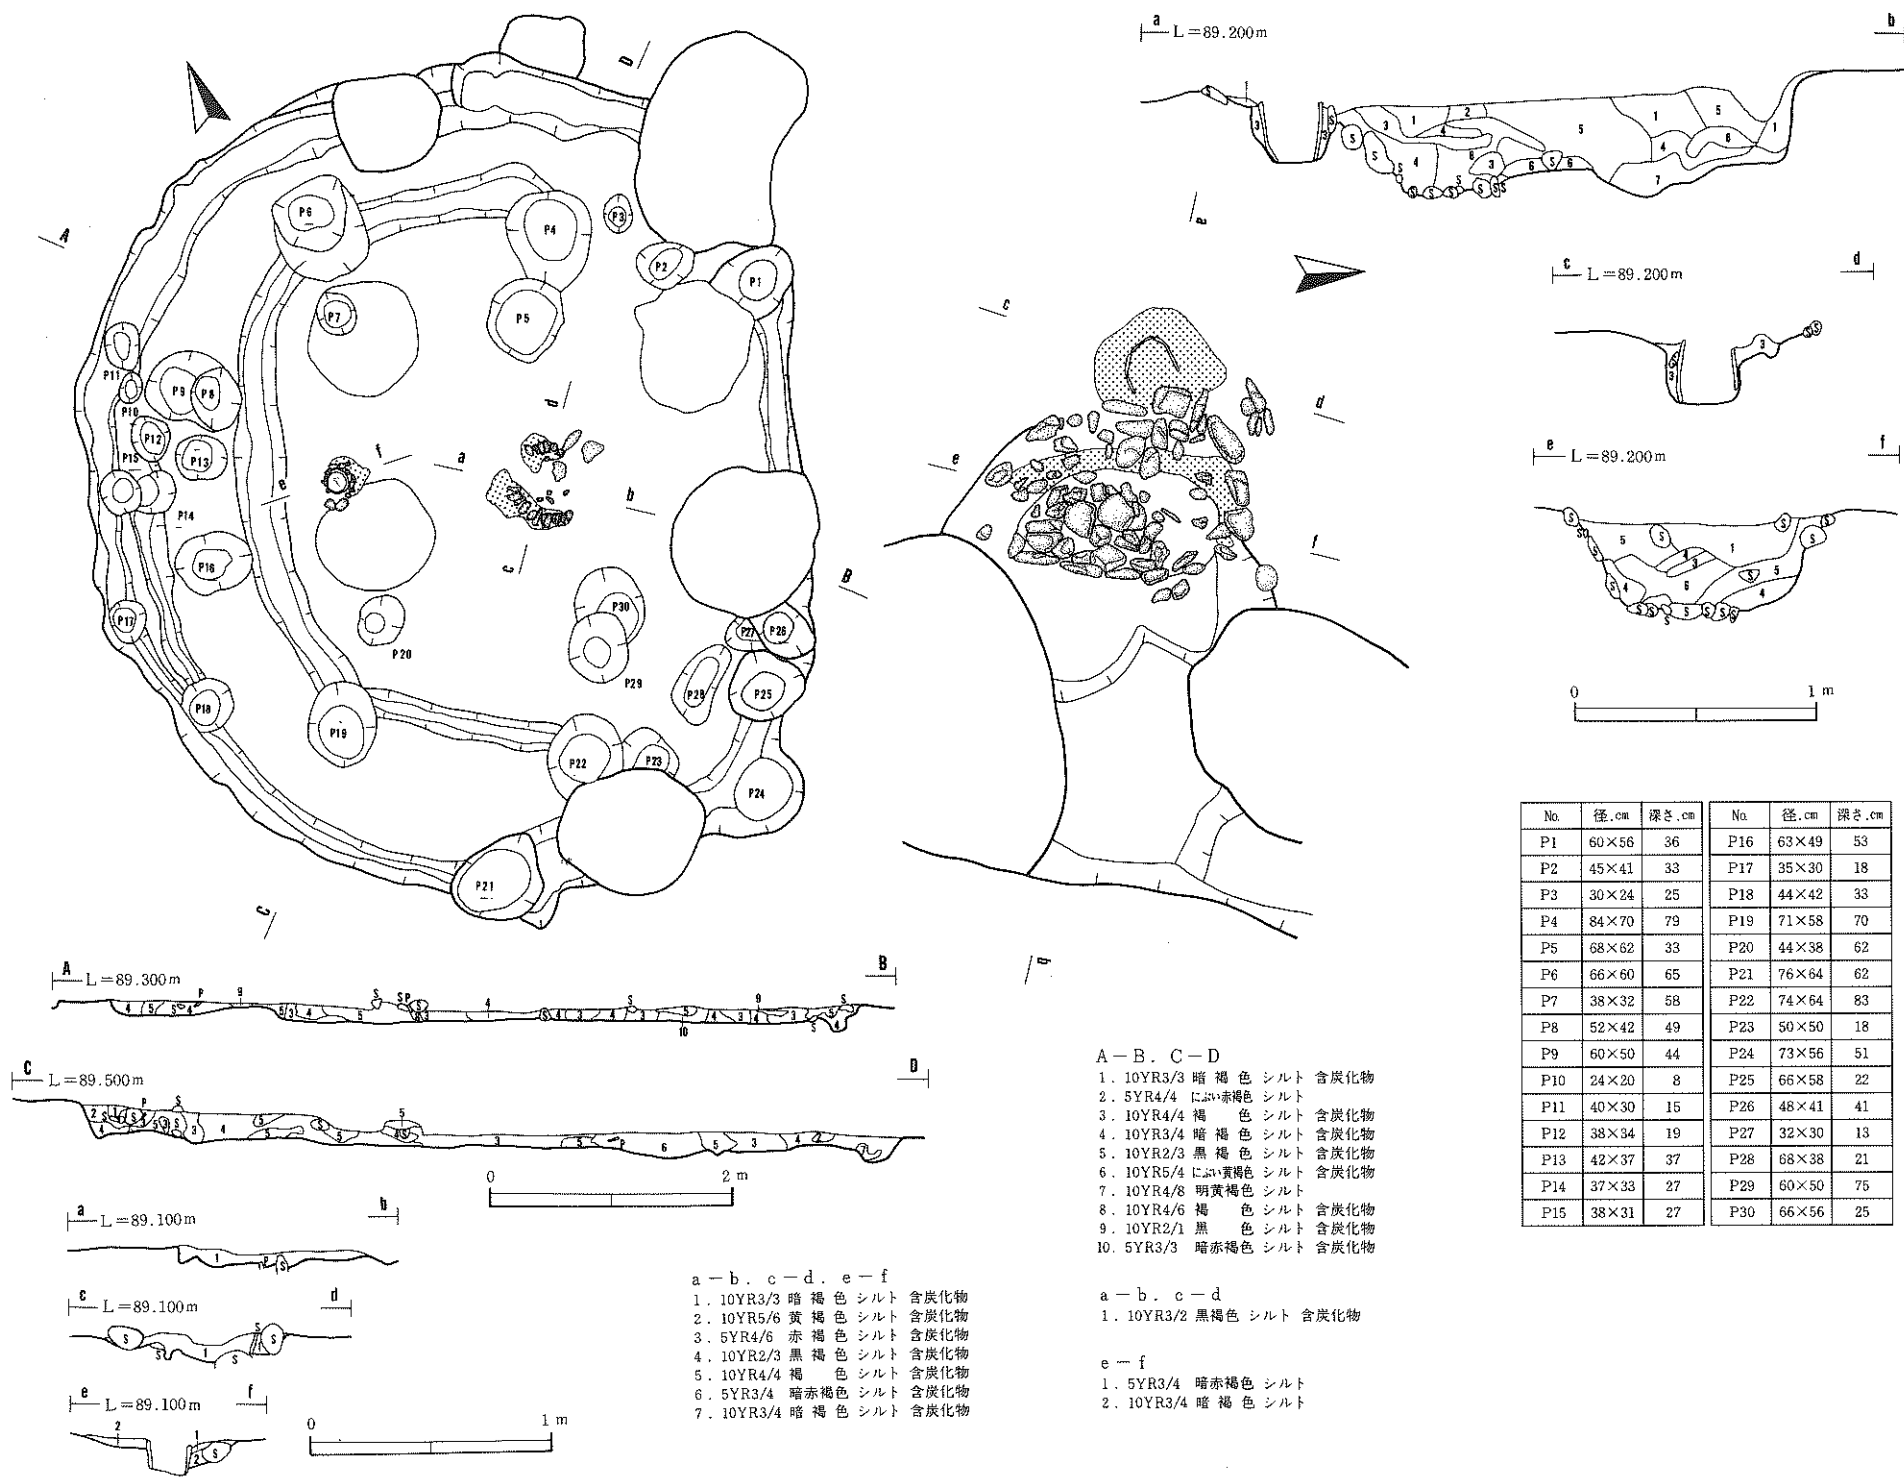 D
A
P6
P4
P3
P2
P1
P7
P5
P11
P9
P8
P10
P12
P15
P13
P14
P16
P17
P18
P20
P19
P30
P29
P27
P26
P28
P25
P22
P23
P24
P21
f
a
d
e
b
c
B
C
A L=89.300m B
C L=89.500m D
0 2 m
a L=89.100m b
c L=89.100m d
e L=89.100m f
0 1 m
a L=89.200m b
c L=89.200m d
e L=89.200m f
0 1 m
a
c
d
e
f
b
a－b．c－d．e－f
1．10YR3/3 暗褐色 シルト 含炭化物
2．10YR5/6 黄褐色 シルト 含炭化物
3．5YR4/6 赤褐色 シルト 含炭化物
4．10YR2/3 黒褐色 シルト 含炭化物
5．10YR4/4 褐色 シルト 含炭化物
6．5YR3/4 暗赤褐色 シルト 含炭化物
7．10YR3/4 暗褐色 シルト 含炭化物
A－B．C－D
1．10YR3/3 暗褐色 シルト 含炭化物
2．5YR4/4 にぶい赤褐色 シルト
3．10YR4/4 褐色 シルト 含炭化物
4．10YR3/4 暗褐色 シルト 含炭化物
5．10YR2/3 黒褐色 シルト 含炭化物
6．10YR5/4 にぶい黄褐色 シルト 含炭化物
7．10YR4/8 明黄褐色 シルト
8．10YR4/6 褐色 シルト 含炭化物
9．10YR2/1 黒色 シルト 含炭化物
10．5YR3/3 暗赤褐色 シルト 含炭化物
a－b．c－d
1．10YR3/2 黒褐色 シルト 含炭化物
e－f
1．5YR3/4 暗赤褐色 シルト
2．10YR3/4 暗褐色 シルト
No. 径.cm 深さ.cm No. 径.cm 深さ.cm
P1 60×56 36 P16 63×49 53
P2 45×41 33 P17 35×30 18
P3 30×24 25 P18 44×42 33
P4 84×70 79 P19 71×58 70
P5 68×62 33 P20 44×38 62
P6 66×60 65 P21 76×64 62
P7 38×32 58 P22 74×64 83
P8 52×42 49 P23 50×50 18
P9 60×50 44 P24 73×56 51
P10 24×20 8 P25 66×58 22
P11 40×30 15 P26 48×41 41
P12 38×34 19 P27 32×30 13
P13 42×37 37 P28 68×38 21
P14 37×33 27 P29 60×50 75
P15 38×31 27 P30 66×56 25